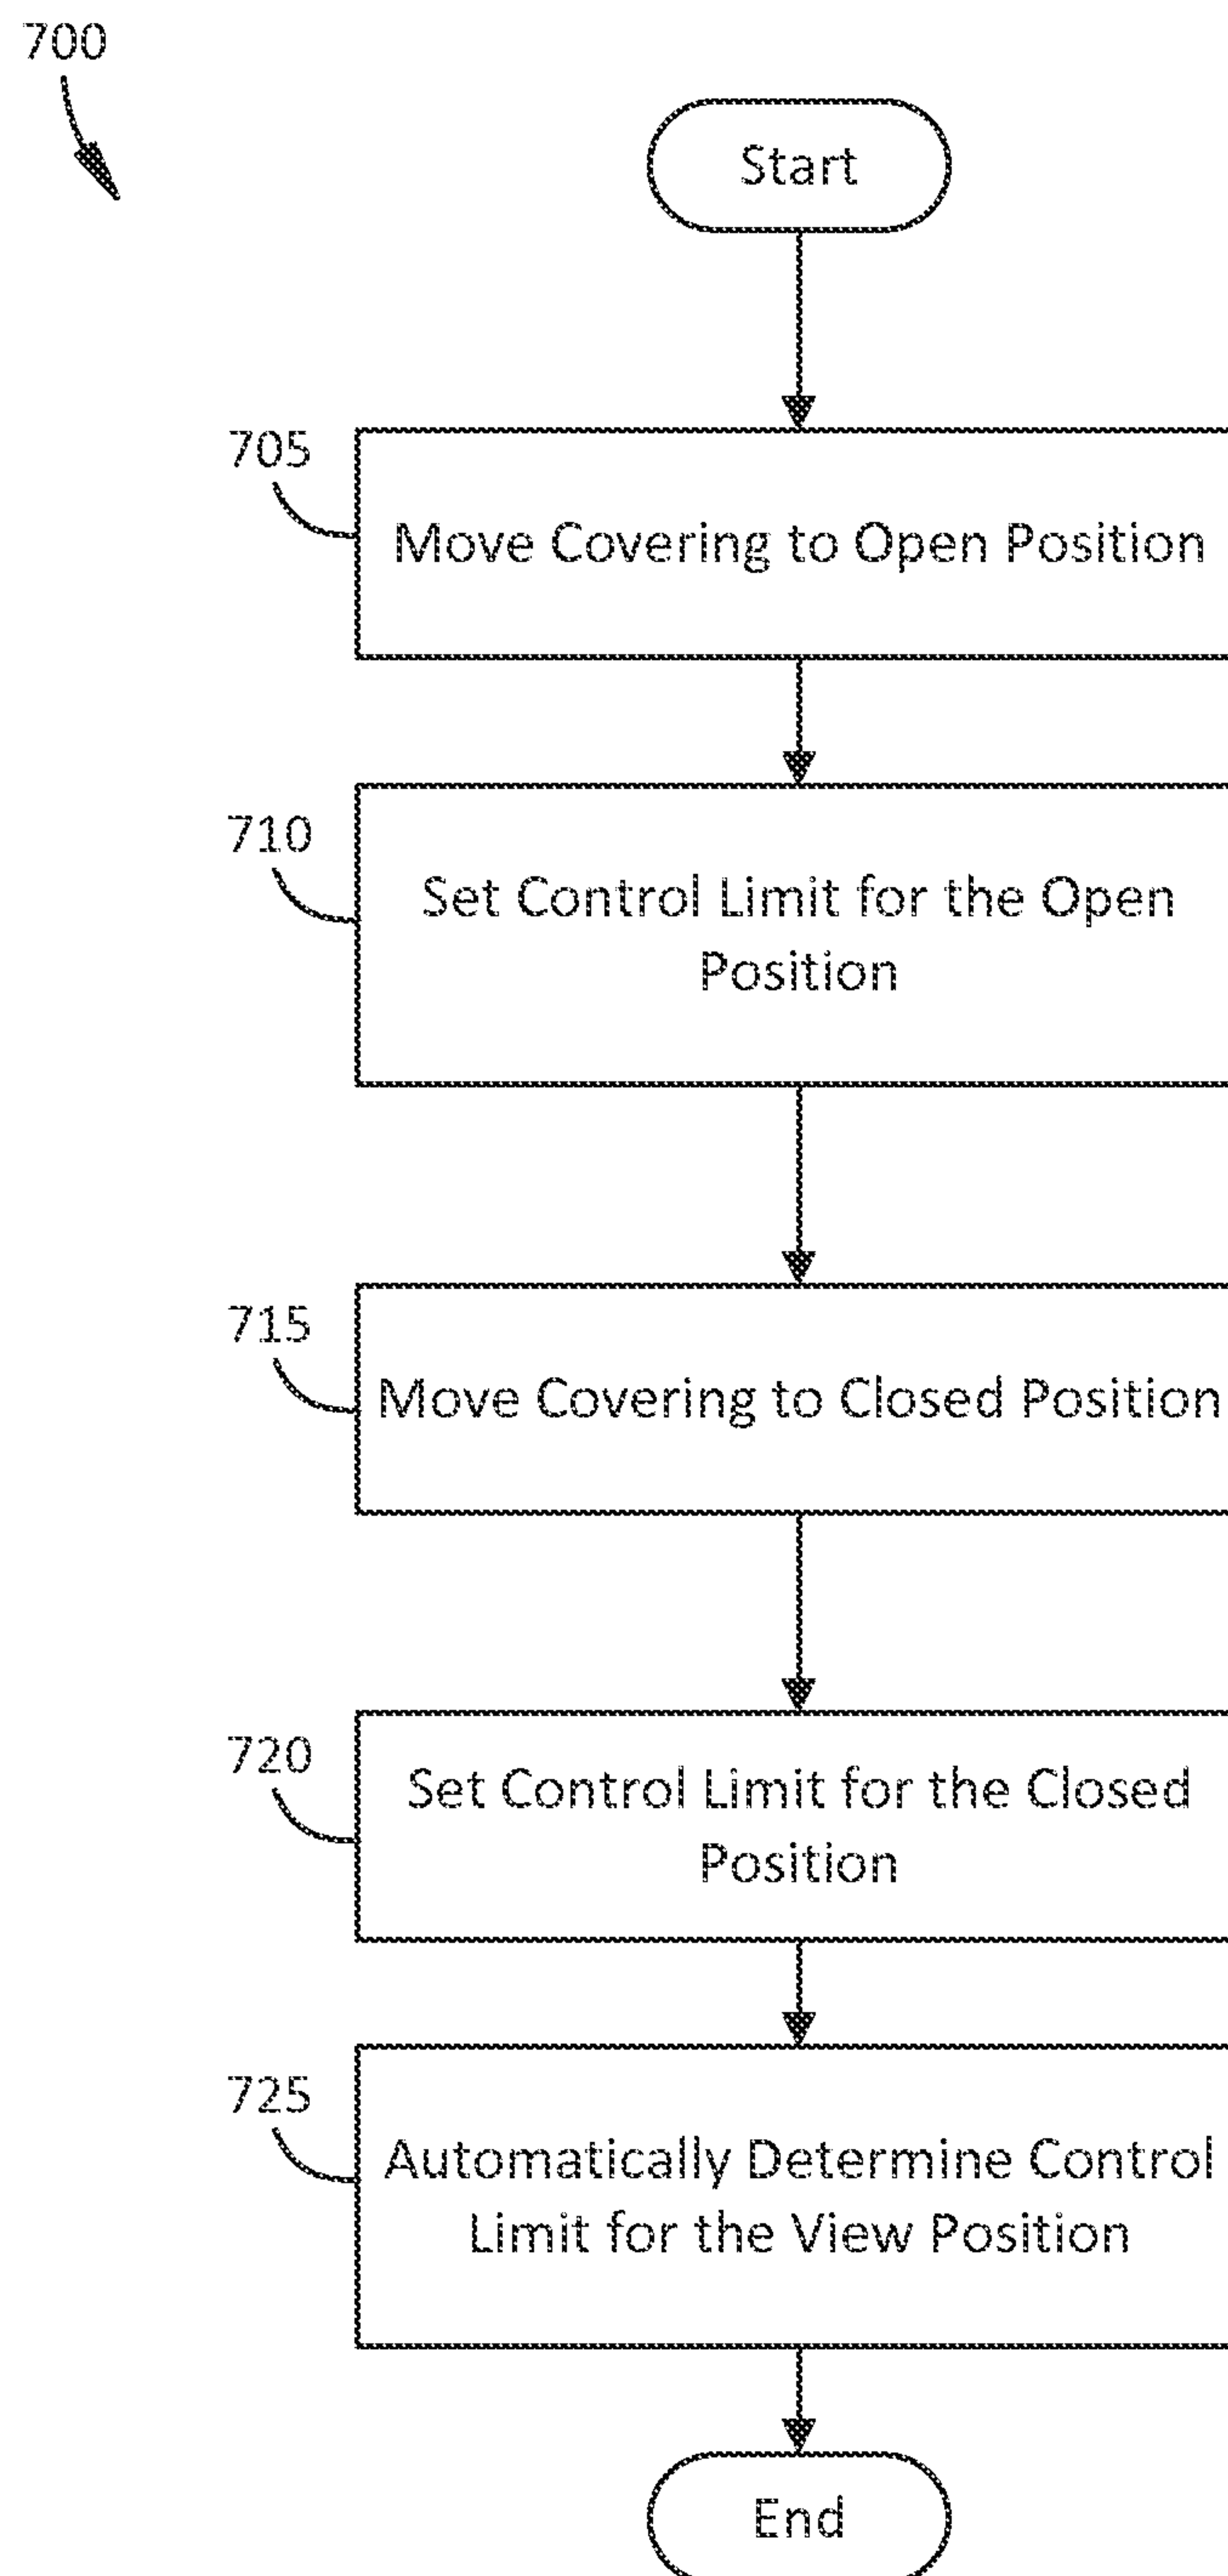 700
Start
705
Move Covering to Open Position
710
Set Control Limit for the Open
Position
715
Move Covering to Closed Position
720
Set Control Limit for the Closed
Position
725
Automatically Determine Control
Limit for the View Position
End